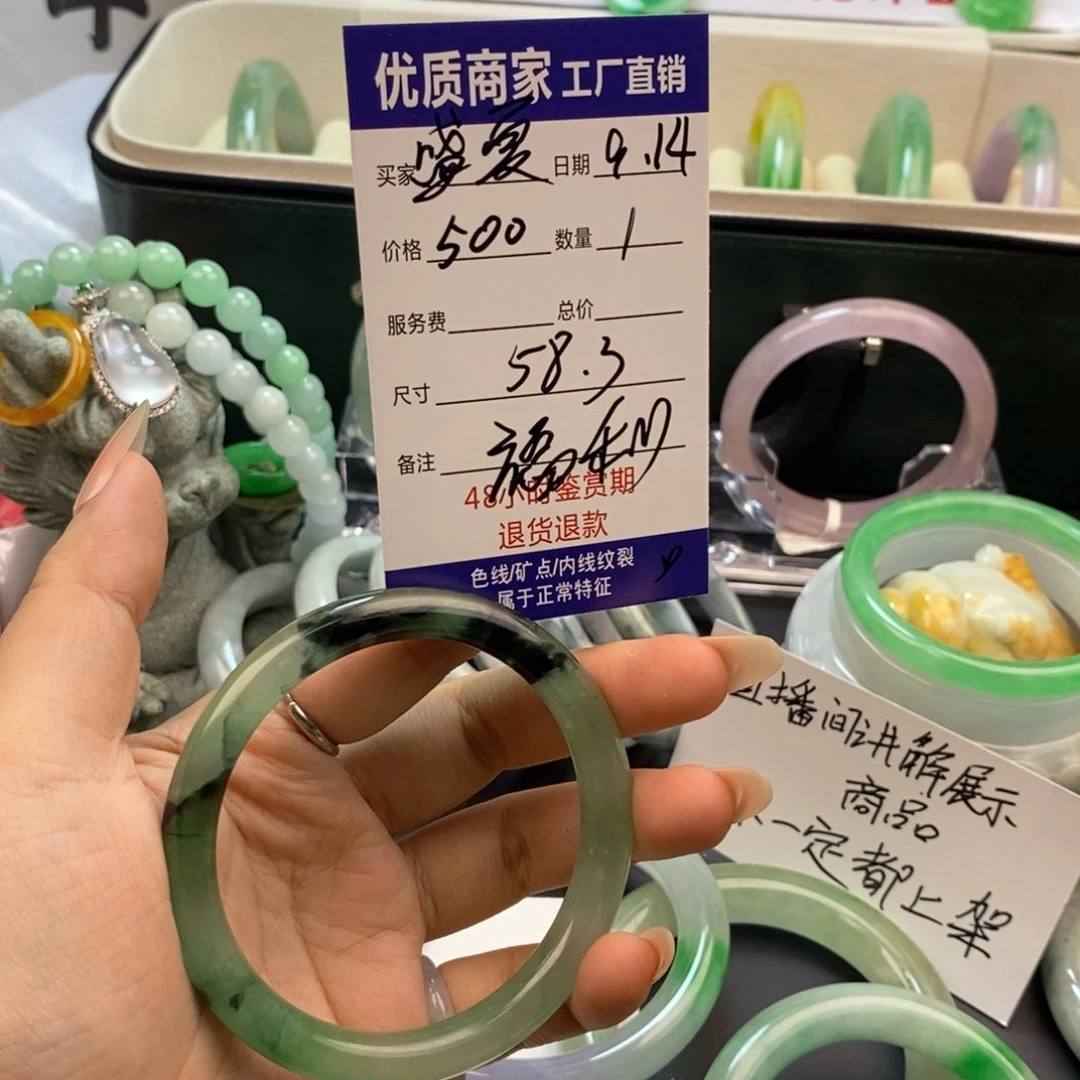 优质商家 工厂直销
买家 盛夏 日期 9.14
价格 500 数量 1
服务费 总价
尺寸 58.3
备注 福利
48小时鉴赏期
退货退款
色线/矿点/内线纹裂
属于正常特征
直播间讲解展示
商品
不一定都上架